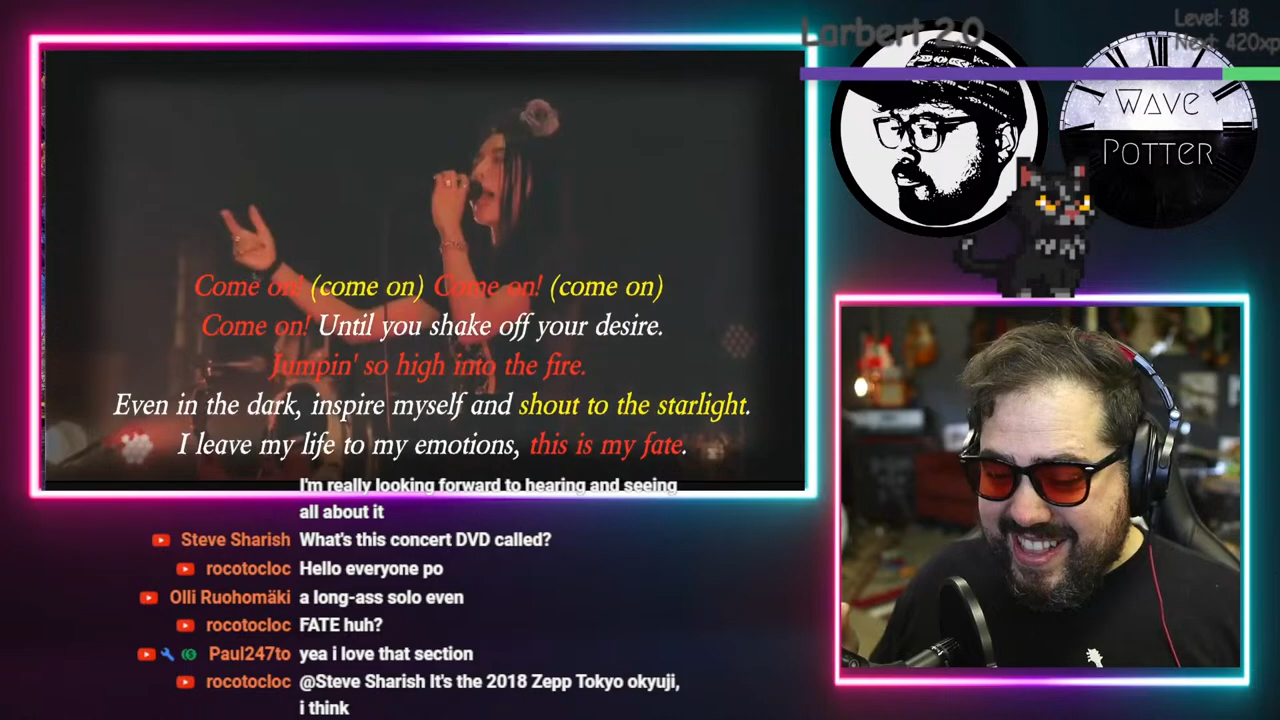 Larbert 2.0
Level: 18
Next: 420xp
WAVE
POTTER
Come on! (come on) Come on! (come on)
Come on! Until you shake off your desire.
Jumpin' so high into the fire.
Even in the dark, inspire myself and shout to the starlight.
I leave my life to my emotions, this is my fate.
I'm really looking forward to hearing and seeing
all about it
Steve Sharish What's this concert DVD called?
rocotocloc Hello everyone po
Olli Ruohomäki a long-ass solo even
rocotocloc FATE huh?
Paul247to yea i love that section
rocotocloc @Steve Sharish It's the 2018 Zepp Tokyo okyuji,
i think